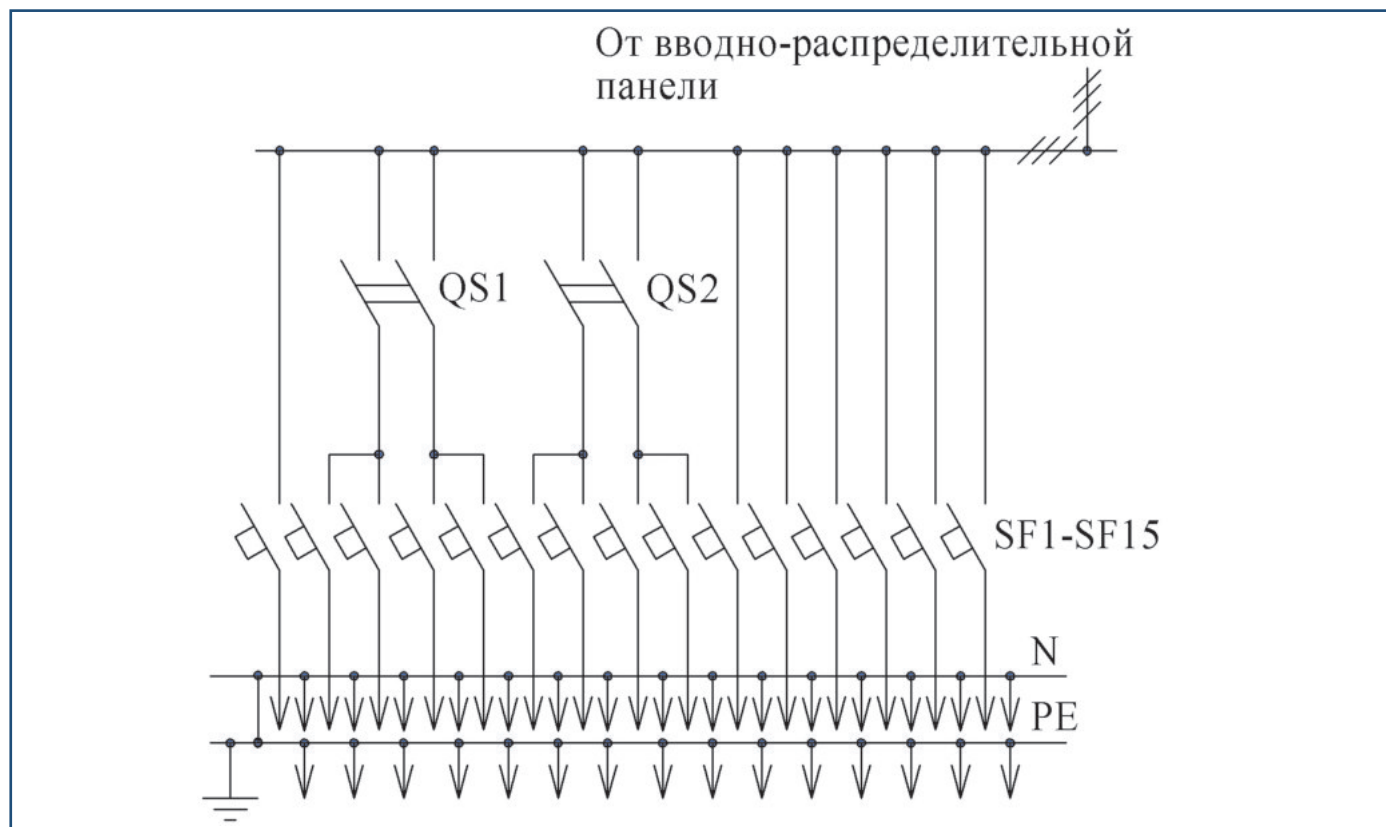 От вводно-распределительной
панели
QS1
QS2
SF1-SF15
N
PE